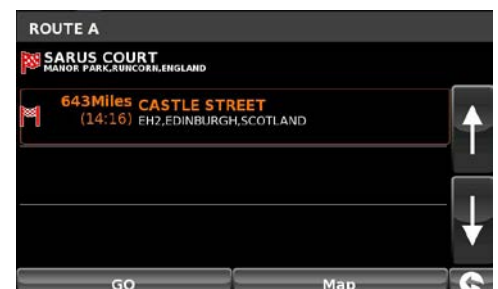 ROUTE A
SARUS COURT
MANOR PARK,RUNCORN,ENGLAND
643Miles CASTLE STREET
(14:16) EH2,EDINBURGH,SCOTLAND
GO Map